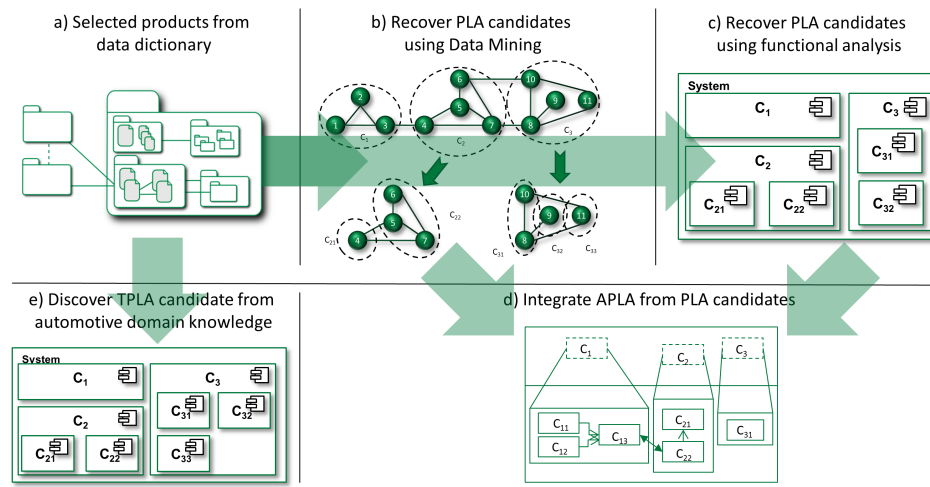 a) Selected products from
data dictionary
b) Recover PLA candidates
using Data Mining
1
2
3
C1
4
5
6
7
C2
8
9
10
11
C3
4
5
6
7
C21
C22
8
9
10
11
C31
C32
C33
c) Recover PLA candidates
using functional analysis
System
C1
C2
C21
C22
C3
C31
C32
e) Discover TPLA candidate from
automotive domain knowledge
System
C1
C2
C21
C22
C3
C31
C32
C33
d) Integrate APLA from PLA candidates
C1
C2
C3
C11
C12
C13
C21
C22
C31